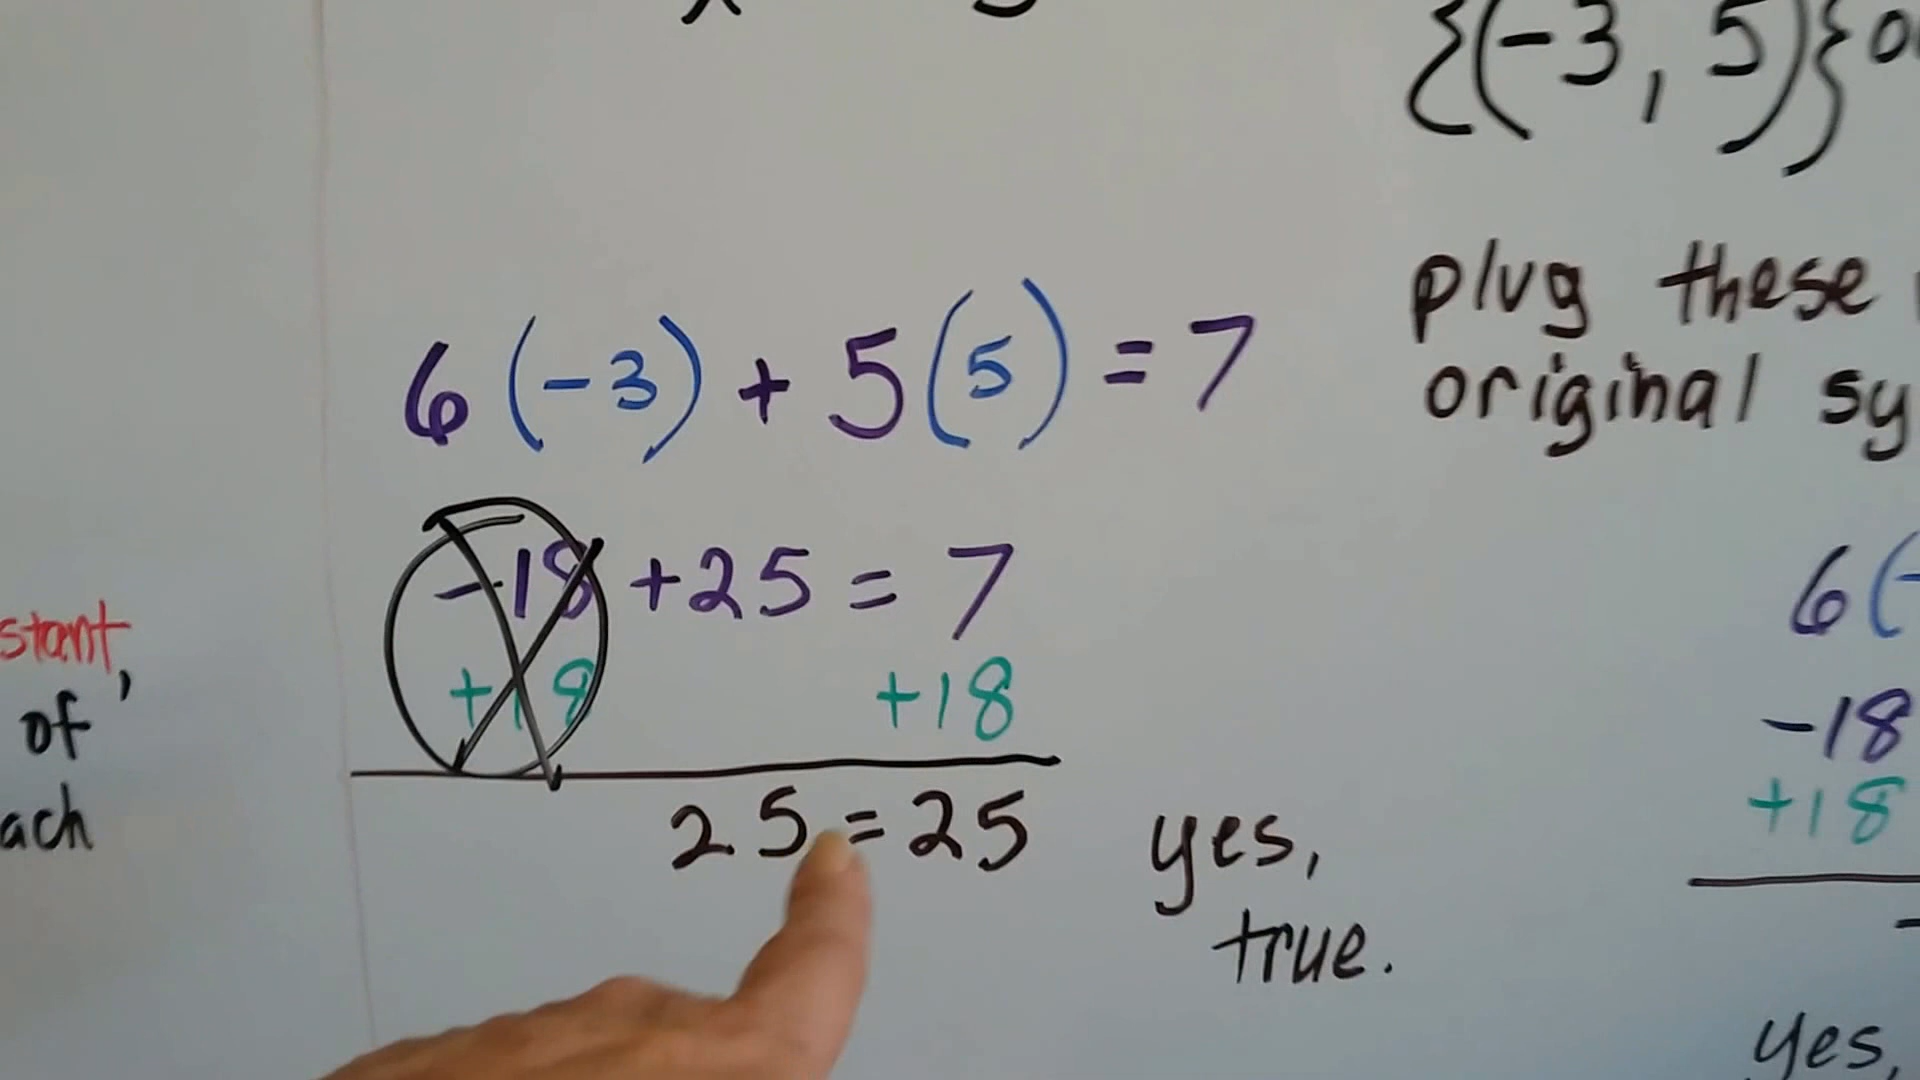 stant,
of
ach
6(-3) + 5(5) = 7
-18 + 25 = 7
+18 +18
25 = 25 yes,
true.
{(-3, 5)}
plug these
original sy
6(-
-18
+18
yes,